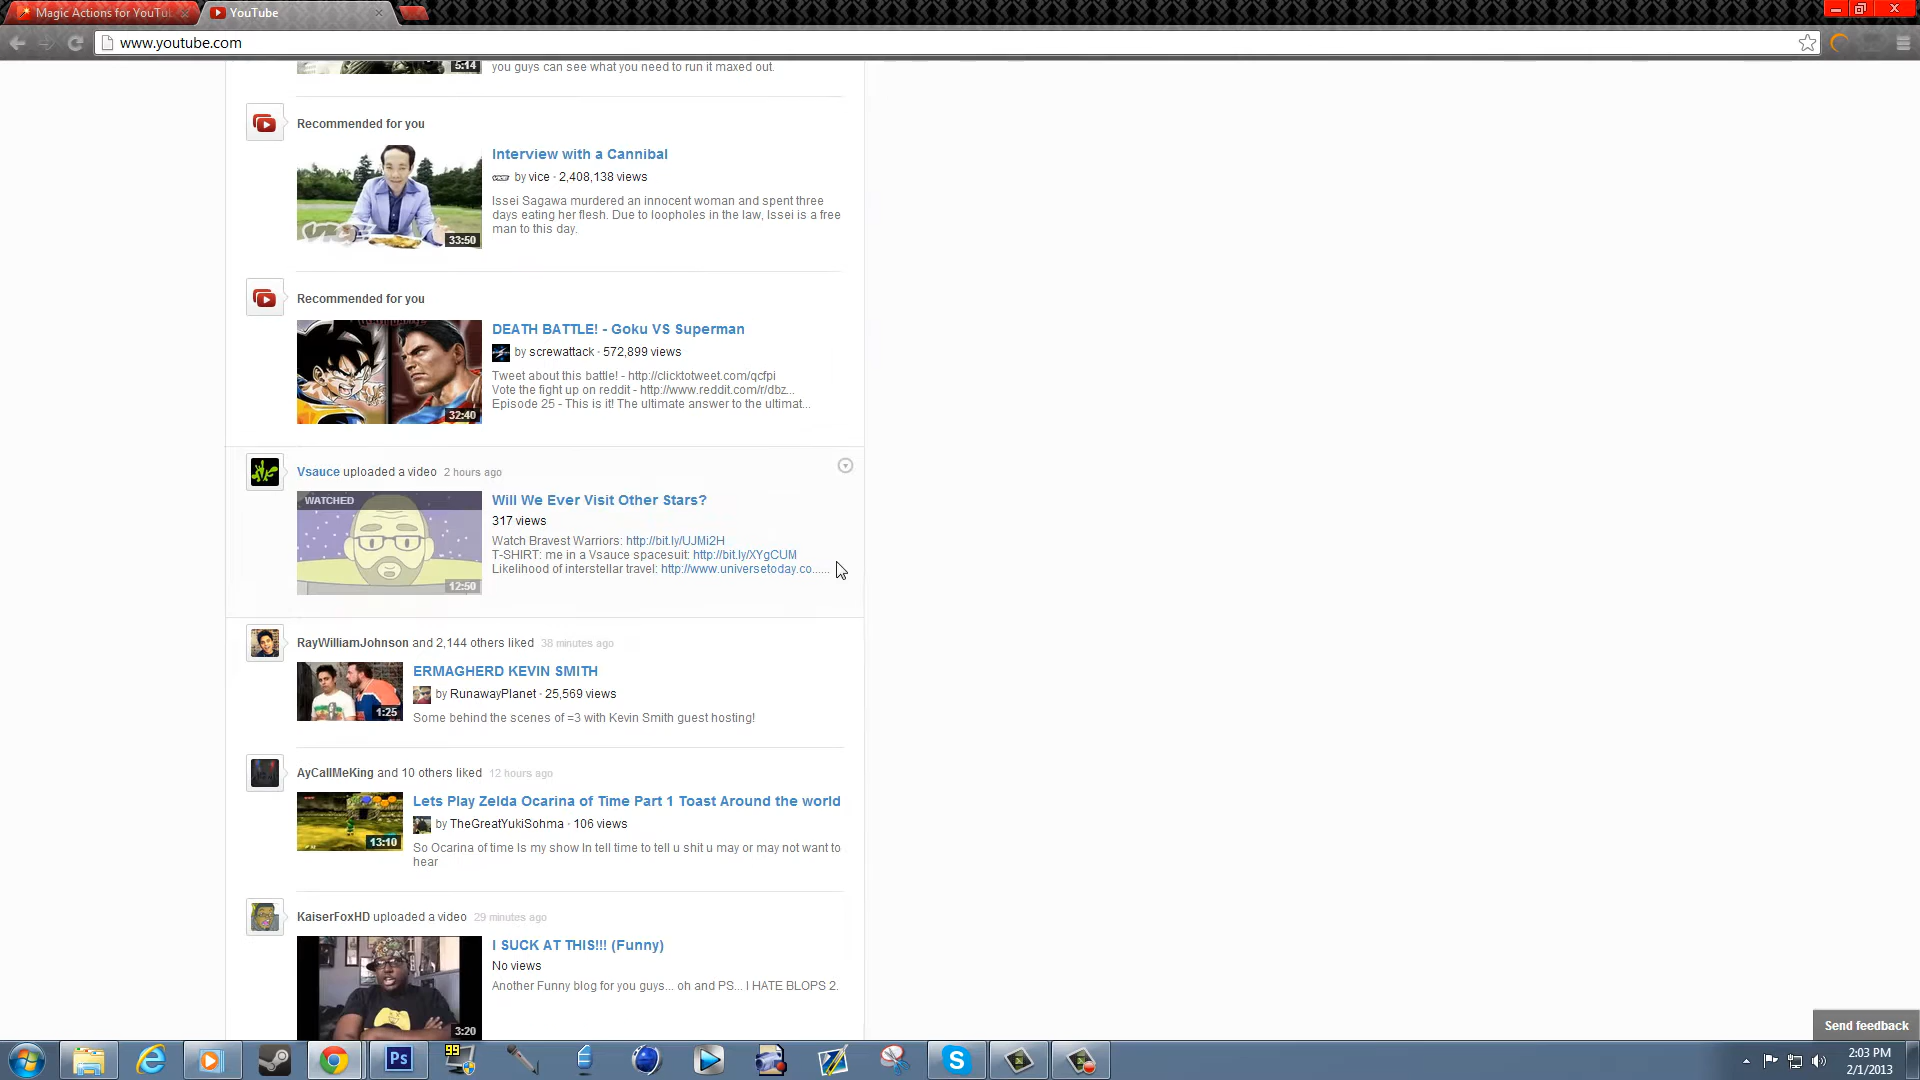 Magic Actions for YouTu
YouTube
www.youtube.com
5:14
you guys can see what you need to run it maxed out.
Recommended for you
Interview with a Cannibal
by vice · 2,408,138 views
Issei Sagawa murdered an innocent woman and spent three
days eating her flesh. Due to loopholes in the law, Issei is a free
man to this day.
33:50
Recommended for you
DEATH BATTLE! - Goku VS Superman
by screwattack · 572,899 views
Tweet about this battle! - http://clicktotweet.com/qcfpi
Vote the fight up on reddit - http://www.reddit.com/r/dbz...
Episode 25 - This is it! The ultimate answer to the ultimat...
32:40
Vsauce uploaded a video 2 hours ago
WATCHED
Will We Ever Visit Other Stars?
317 views
Watch Bravest Warriors: http://bit.ly/UJMi2H
T-SHIRT: me in a Vsauce spacesuit: http://bit.ly/XYgCUM
Likelihood of interstellar travel: http://www.universetoday.co......
12:50
RayWilliamJohnson and 2,144 others liked 38 minutes ago
ERMAGHERD KEVIN SMITH
by RunawayPlanet · 25,569 views
1:25
Some behind the scenes of =3 with Kevin Smith guest hosting!
AyCallMeKing and 10 others liked 12 hours ago
Lets Play Zelda Ocarina of Time Part 1 Toast Around the world
by TheGreatYukiSohma · 106 views
13:10
So Ocarina of time Is my show In tell time to tell u shit u may or may not want to
hear
KaiserFoxHD uploaded a video 29 minutes ago
I SUCK AT THIS!!! (Funny)
No views
Another Funny blog for you guys... oh and PS... I HATE BLOPS 2.
3:20
Send feedback
Ps
99
2:03 PM
2/1/2013